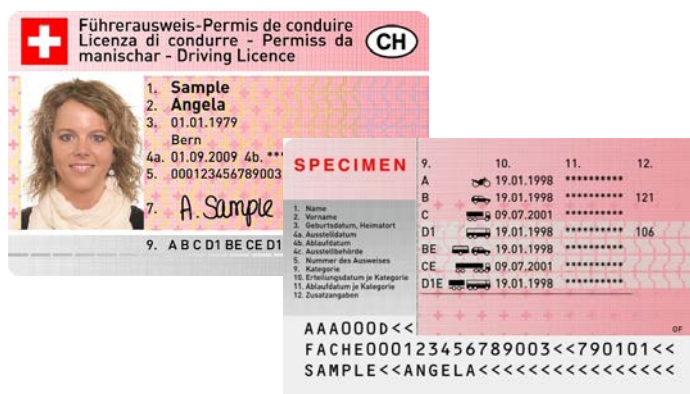 Führerausweis-Permis de conduire
Licenza di condurre - Permiss da
manischar - Driving Licence
CH
1. Sample
2. Angela
3. 01.01.1979
Bern
4a. 01.09.2009 4b. **
5. 000123456789003
7. A. Sample
9. A B C D1 BE CE D1
SPECIMEN
1. Name
2. Vorname
3. Geburtsdatum, Heimatort
4a. Ausstelldatum
4b. Ablaufdatum
4c. Ausstellbehörde
5. Nummer des Ausweises
9. Kategorie
10. Erteilungsdatum je Kategorie
11. Ablaufdatum je Kategorie
12. Zusatzangaben
9. 10. 11. 12.
A 19.01.1998 **********
B 19.01.1998 ********** 121
C 09.07.2001 **********
D1 19.01.1998 ********** 106
BE 19.01.1998 **********
CE 09.07.2001 **********
D1E 19.01.1998 **********
OF
AAA000D<<
FACHE000123456789003<<790101<<
SAMPLE<<ANGELA<<<<<<<<<<<<<<<<